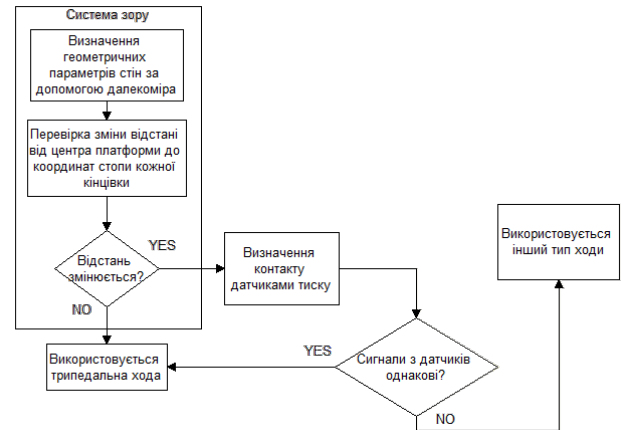 Система зору
Визначення
геометричних
параметрів стін за
допомогою далекоміра
Перевірка зміни відстані
від центра платформи до
координат стопи кожної
кінцівки
Відстань
змінюється?
YES
NO
Визначення
контакту
датчиками тиску
Використовується
інший тип ходи
Сигнали з датчиків
однакові?
YES
NO
Використовується
трипедальна хода